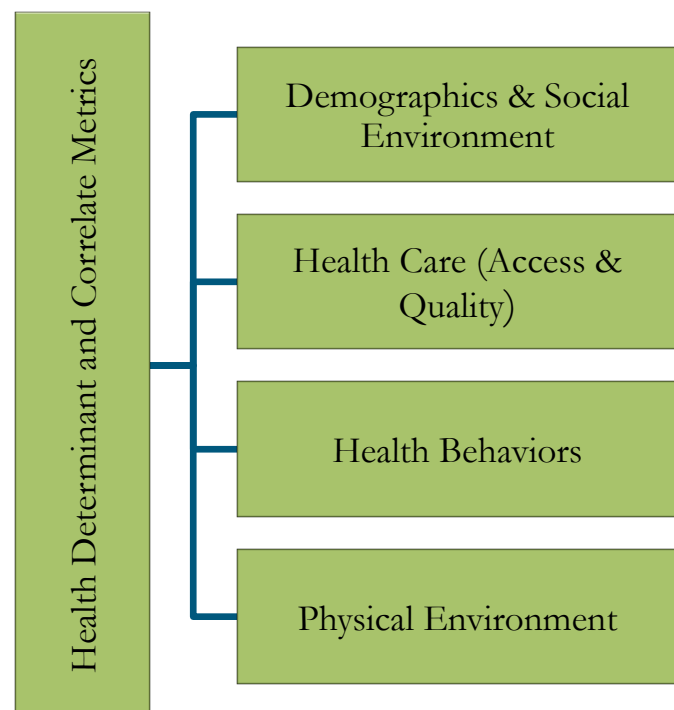 Health Determinant and Correlate Metrics
Demographics & Social
Environment
Health Care (Access &
Quality)
Health Behaviors
Physical Environment